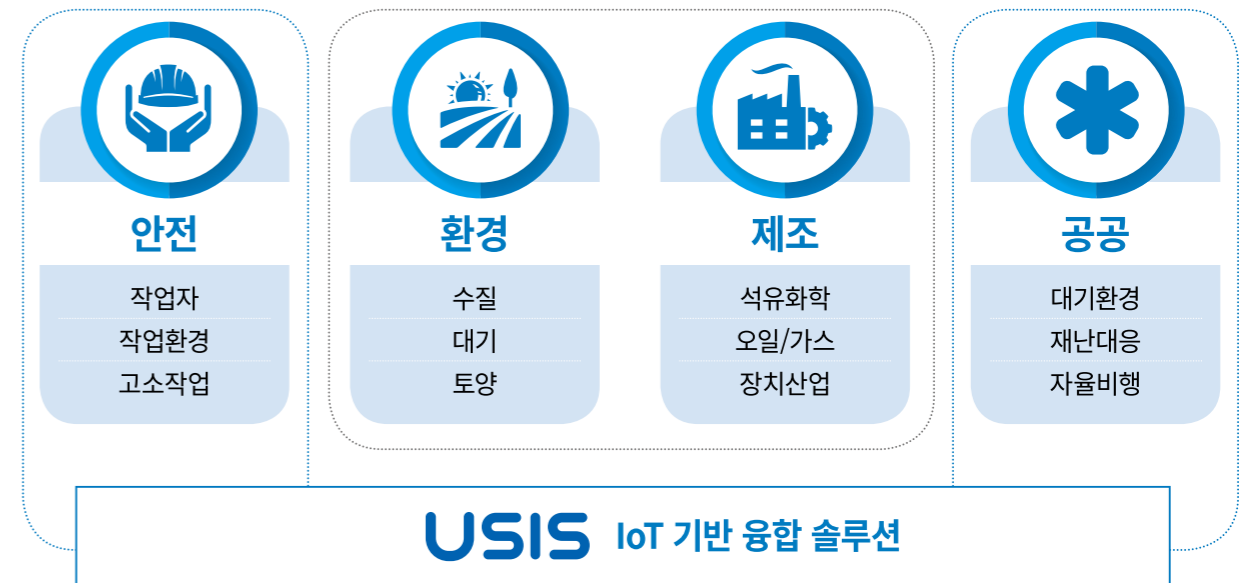 안전
작업자
작업환경
고소작업
환경
수질
대기
토양
제조
석유화학
오일/가스
장치산업
공공
대기환경
재난대응
자율비행
USIS IoT 기반 융합 솔루션